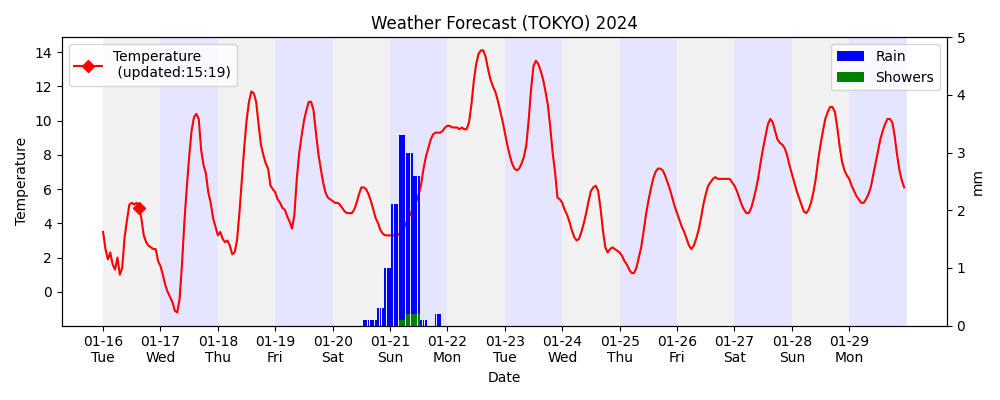 Weather Forecast (TOKYO) 2024
Temperature
(updated:15:19)
Rain
Showers
Temperature
14
12
10
8
6
4
2
0
5
4
3
2
1
0
mm
01-16 01-17 01-18 01-19 01-20 01-21 01-22 01-23 01-24 01-25 01-26 01-27 01-28 01-29
Tue Wed Thu Fri Sat Sun Mon Tue Wed Thu Fri Sat Sun Mon
Date